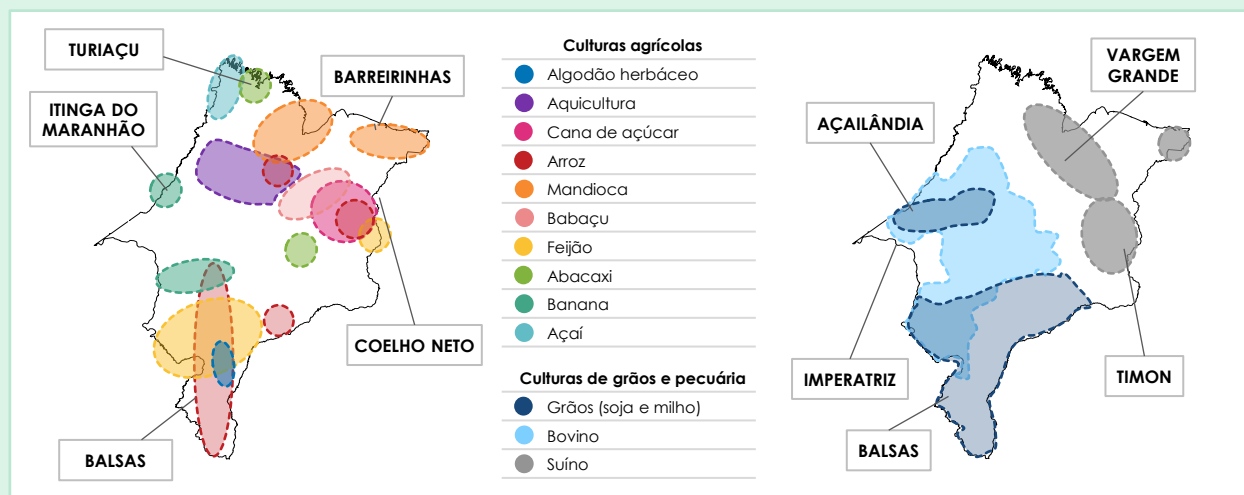 TURIAÇU
BARREIRINHAS
ITINGA DO
MARANHÃO
COELHO NETO
BALSAS
Culturas agrícolas
Algodão herbáceo
Aquicultura
Cana de açúcar
Arroz
Mandioca
Babaçu
Feijão
Abacaxi
Banana
Açaí
Culturas de grãos e pecuária
Grãos (soja e milho)
Bovino
Suíno
VARGEM
GRANDE
AÇAILÂNDIA
IMPERATRIZ
TIMON
BALSAS